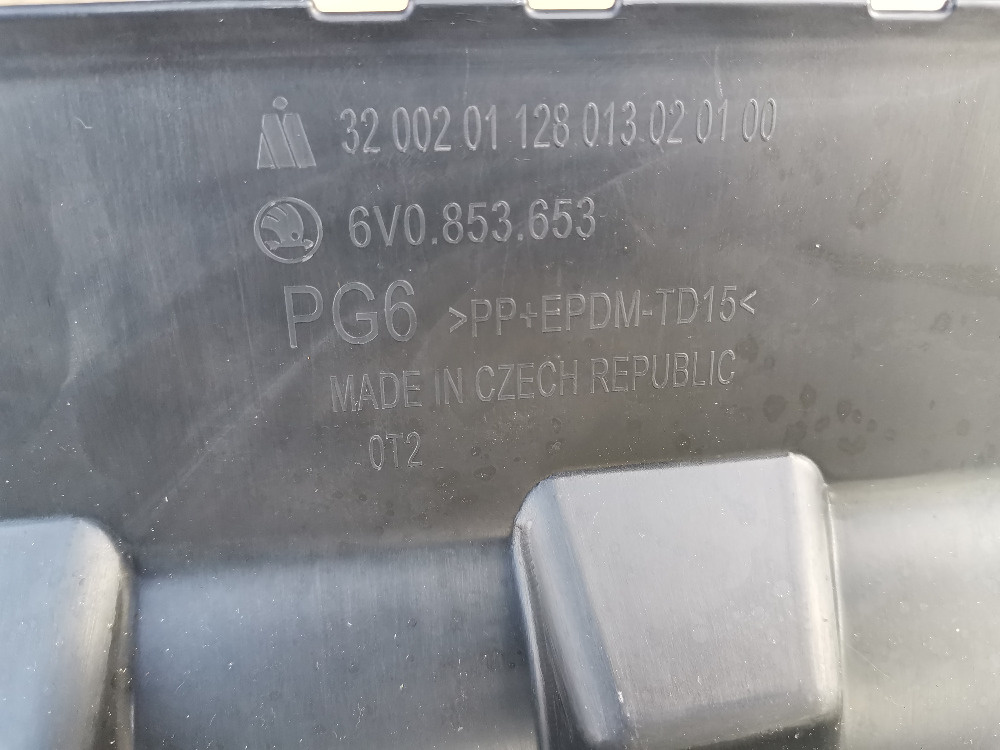 32 002 01 128 013 02 01 00
6V0.853.653
PG6 >PP+EPDM-TD15<
MADE IN CZECH REPUBLIC
0T2